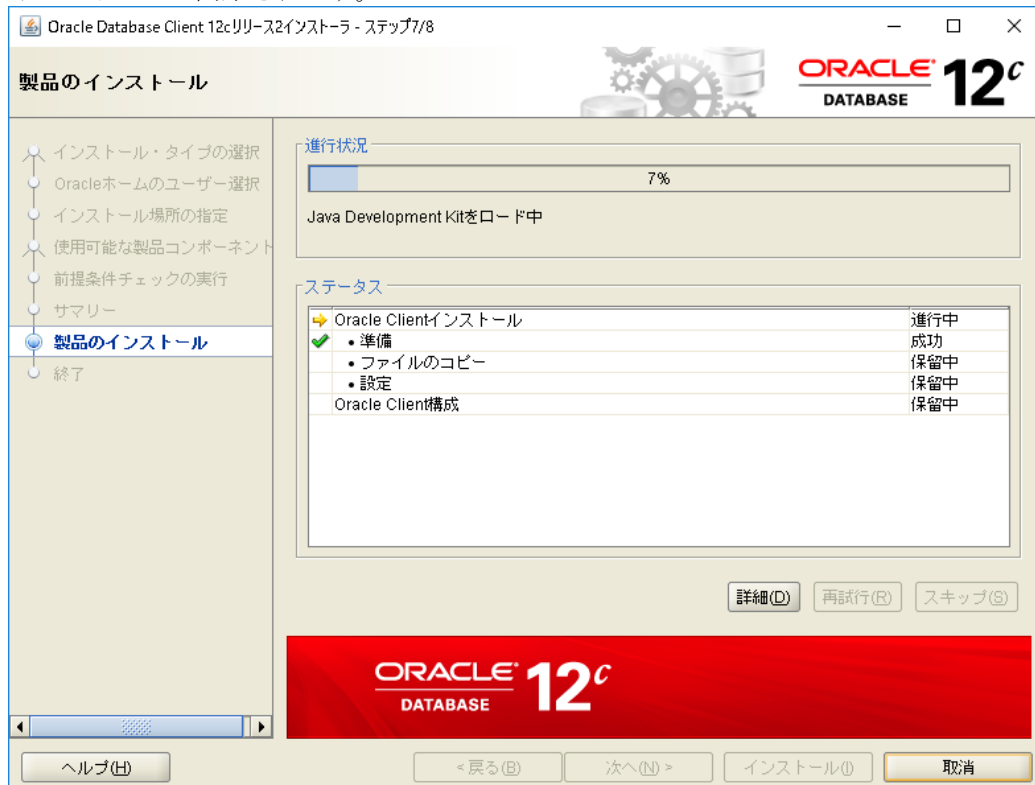 Oracle Database Client 12cリリース2インストーラ - ステップ7/8
製品のインストール
ORACLE DATABASE 12c
インストール・タイプの選択
Oracleホームのユーザー選択
インストール場所の指定
使用可能な製品コンポーネント
前提条件チェックの実行
サマリー
製品のインストール
終了
進行状況
7%
Java Development Kitをロード中
ステータス
Oracle Clientインストール 進行中
• 準備 成功
• ファイルのコピー 保留中
• 設定 保留中
Oracle Client構成 保留中
詳細(D) 再試行(R) スキップ(S)
ORACLE DATABASE 12c
ヘルプ(H) < 戻る(B) 次へ(N) > インストール(I) 取消